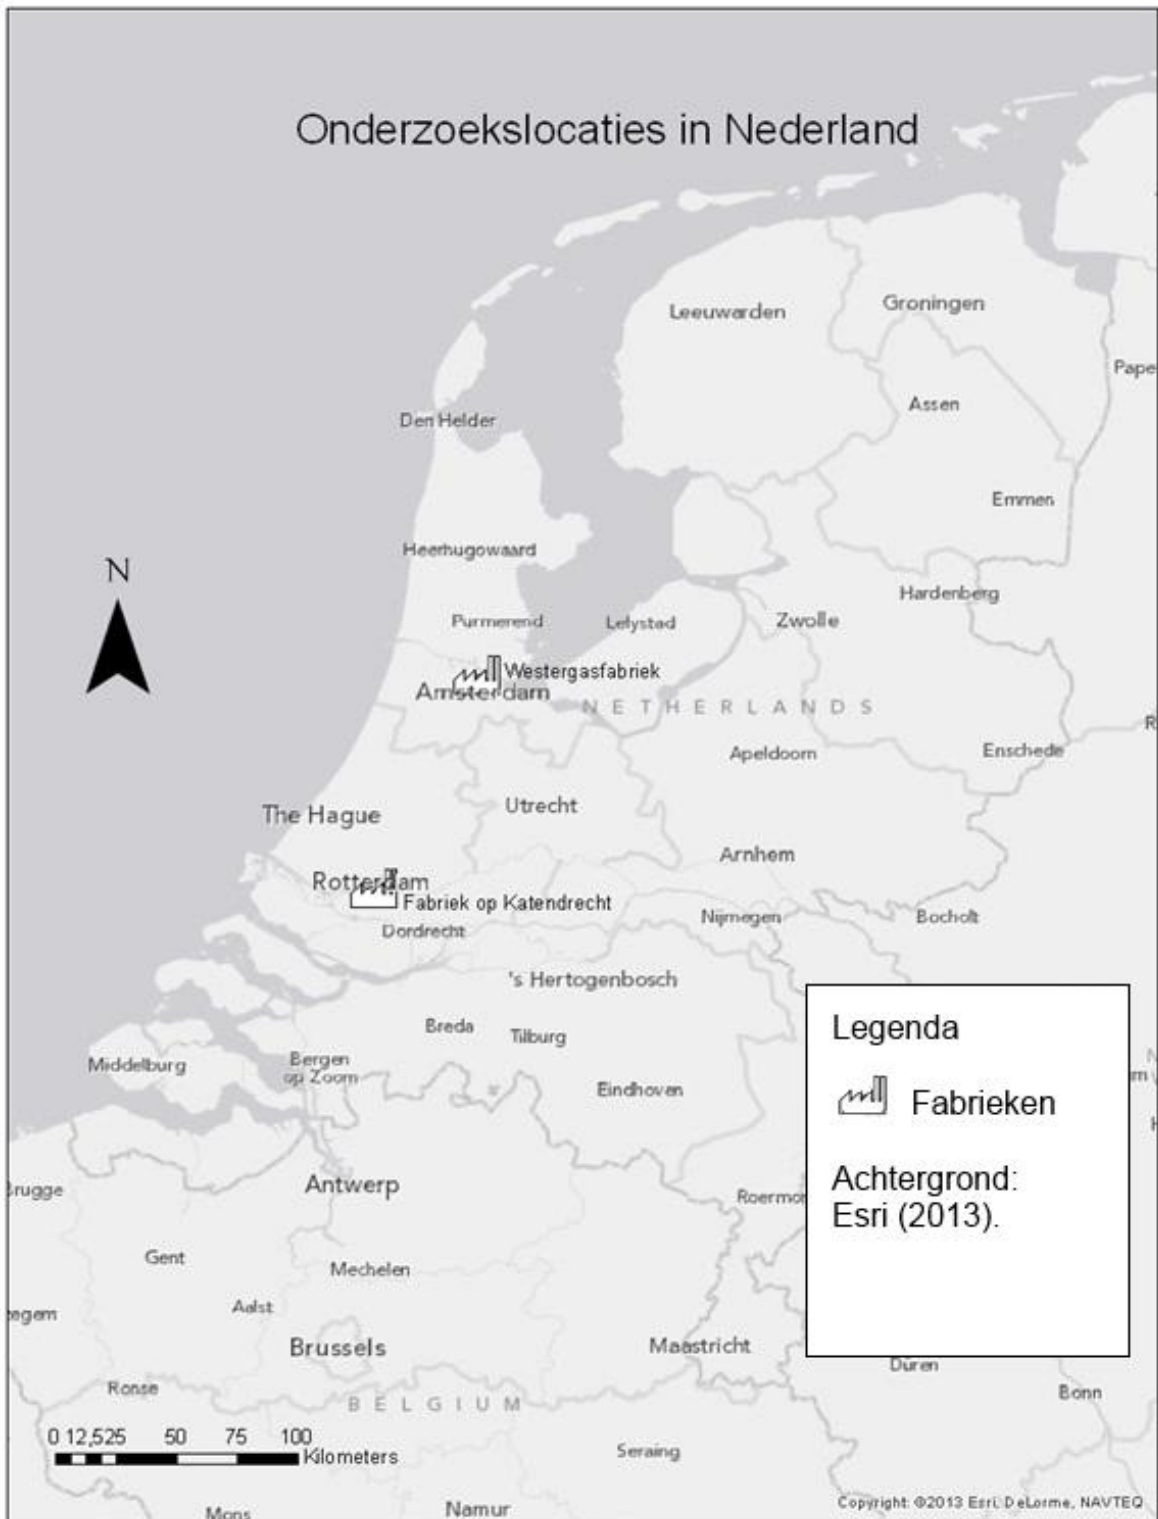 Onderzoekslocaties in Nederland
Leeuwarden
Groningen
Pape
Assen
Den Helder
Emmen
Heerhugowaard
N
Hardenberg
Purmerend
Lelystad
Zwolle
Westergasfabriek
Amsterdam
NETHERLANDS
R
Enschede
Apeldoorn
Utrecht
The Hague
Arnhem
Rotterdam
Fabriek op Katendrecht
Nijmegen
Bocholt
Dordrecht
's Hertogenbosch
Breda
Tilburg
Middelburg
Bergen
op Zoom
Eindhoven
Legenda
Fabrieken
Achtergrond:
Esri (2013).
N
m
Brugge
Antwerp
Roermo
Gent
Mechelen
Aalst
zegem
Brussels
Maastricht
Düren
Ronse
BELGIUM
Bonn
0 12,525 50 75 100
Kilometers
Seraing
Mons
Namur
Copyright: ©2013 Esri, DeLorme, NAVTEQ